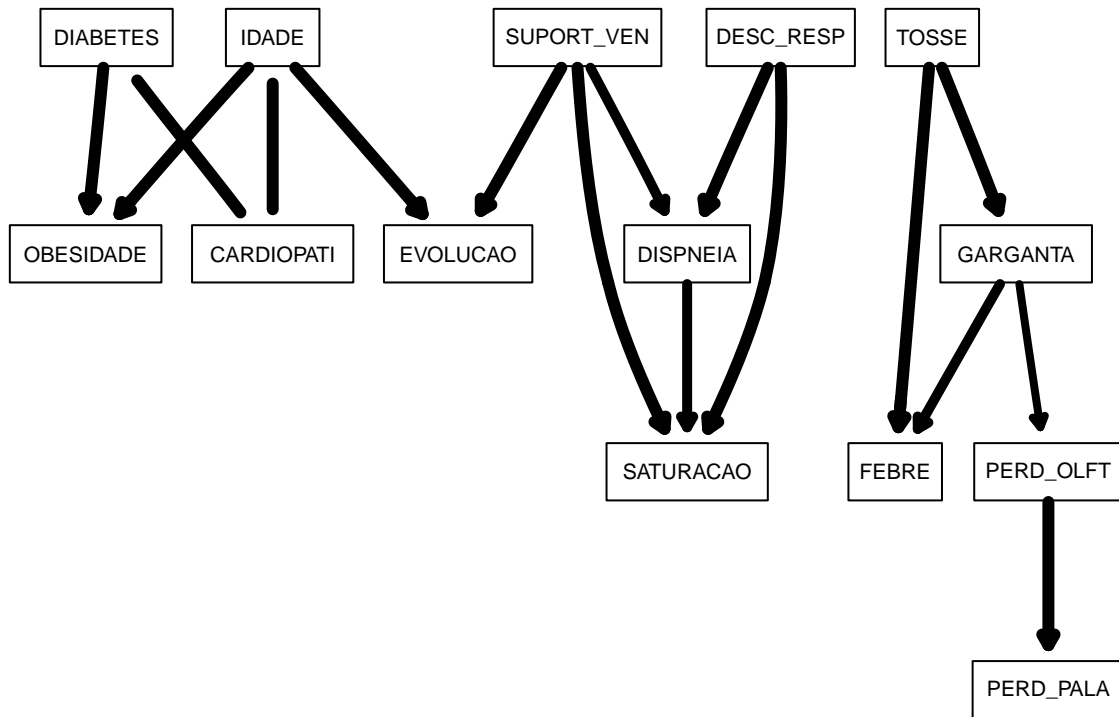 DIABETES
IDADE
SUPORT_VEN
DESC_RESP
TOSSE
OBESIDADE
CARDIOPATI
EVOLUCAO
DISPNEIA
GARGANTA
SATURACAO
FEBRE
PERD_OLFT
PERD_PALA